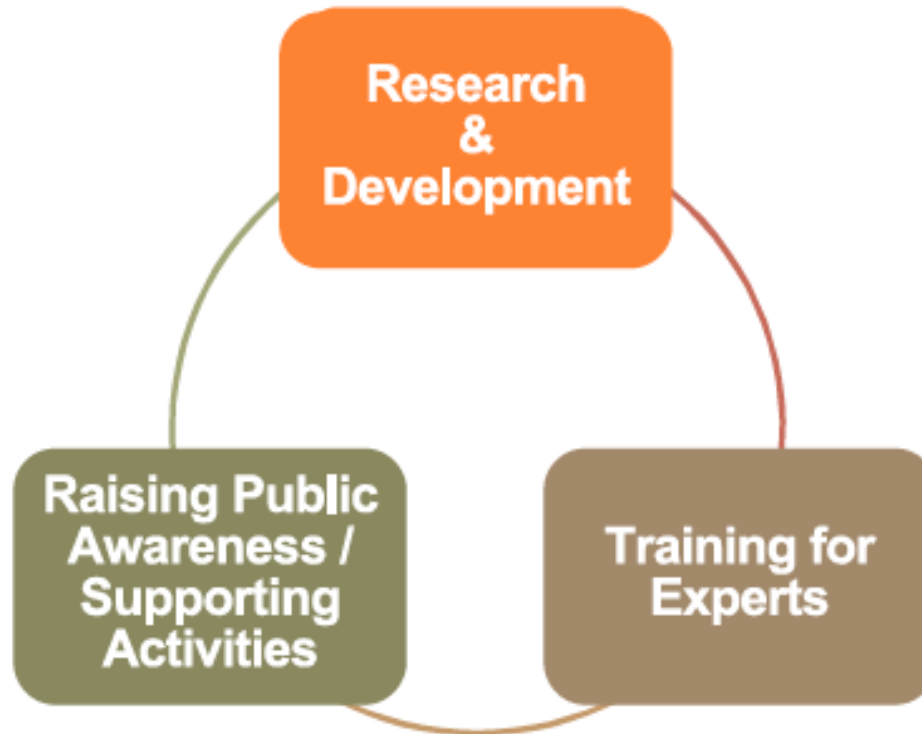 Research
&
Development
Raising Public
Awareness /
Supporting
Activities
Training for
Experts